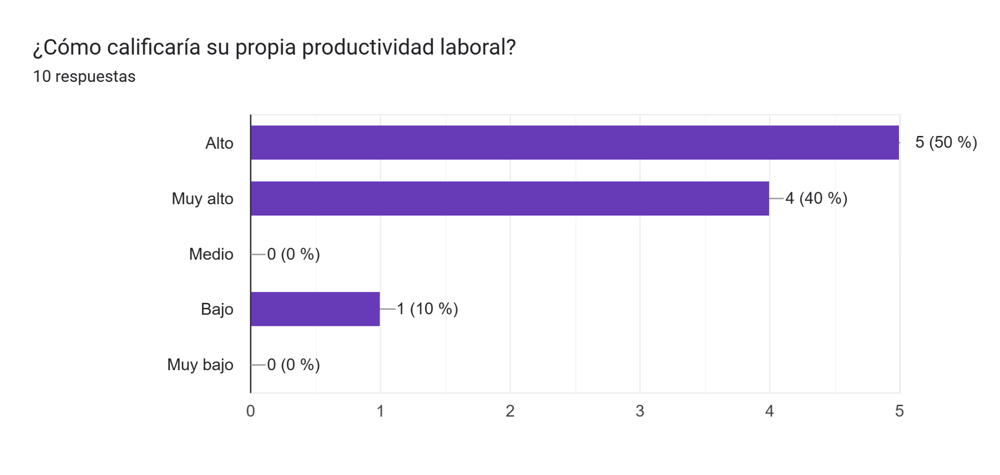 ¿Cómo calificaría su propia productividad laboral?
10 respuestas
Alto 5 (50 %)
Muy alto 4 (40 %)
Medio 0 (0 %)
Bajo 1 (10 %)
Muy bajo 0 (0 %)
0 1 2 3 4 5